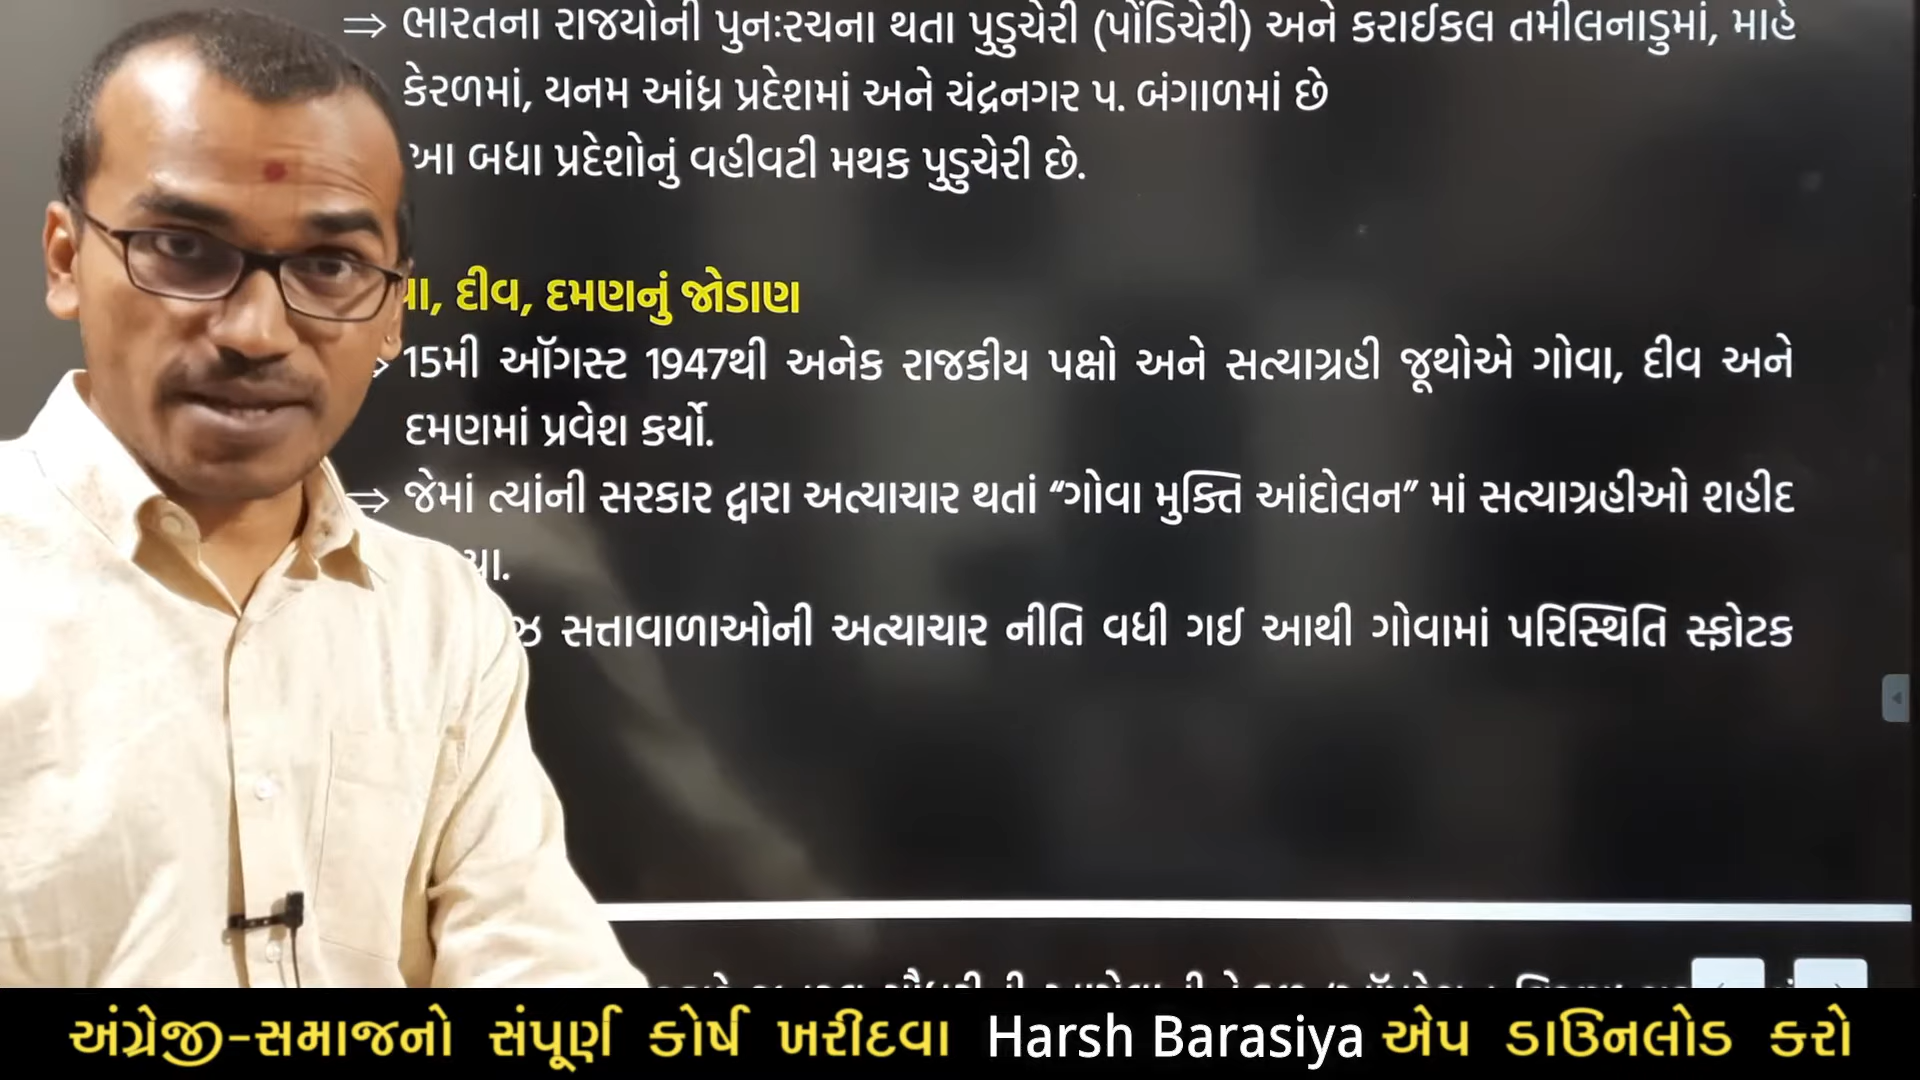 ⇒ ભારતના રાજયોની પુનઃરચના થતા પુડુચેરી (પોંડિચેરી) અને કરાઈકલ તમીલનાડુમાં, માહે
કેરળમાં, યનમ આંધ્ર પ્રદેશમાં અને ચંદ્રનગર પ. બંગાળમાં છે
આ બધા પ્રદેશોનું વહીવટી મથક પુડુચેરી છે.
દીવ, દમણનું જોડાણ
15મી ઑગસ્ટ 1947થી અનેક રાજકીય પક્ષો અને સત્યાગ્રહી જૂથોએ ગોવા, દીવ અને
દમણમાં પ્રવેશ કર્યો.
⇒ જેમાં ત્યાંની સરકાર દ્વારા અત્યાચાર થતાં “ગોવા મુક્તિ આંદોલન” માં સત્યાગ્રહીઓ શહીદ
સત્તાવાળાઓની અત્યાચાર નીતિ વધી ગઈ આથી ગોવામાં પરિસ્થિતિ સ્ફોટક
અંગ્રેજી-સમાજનો સંપૂર્ણ કોર્ષ ખરીદવા Harsh Barasiya એપ ડાઉનલોડ કરો